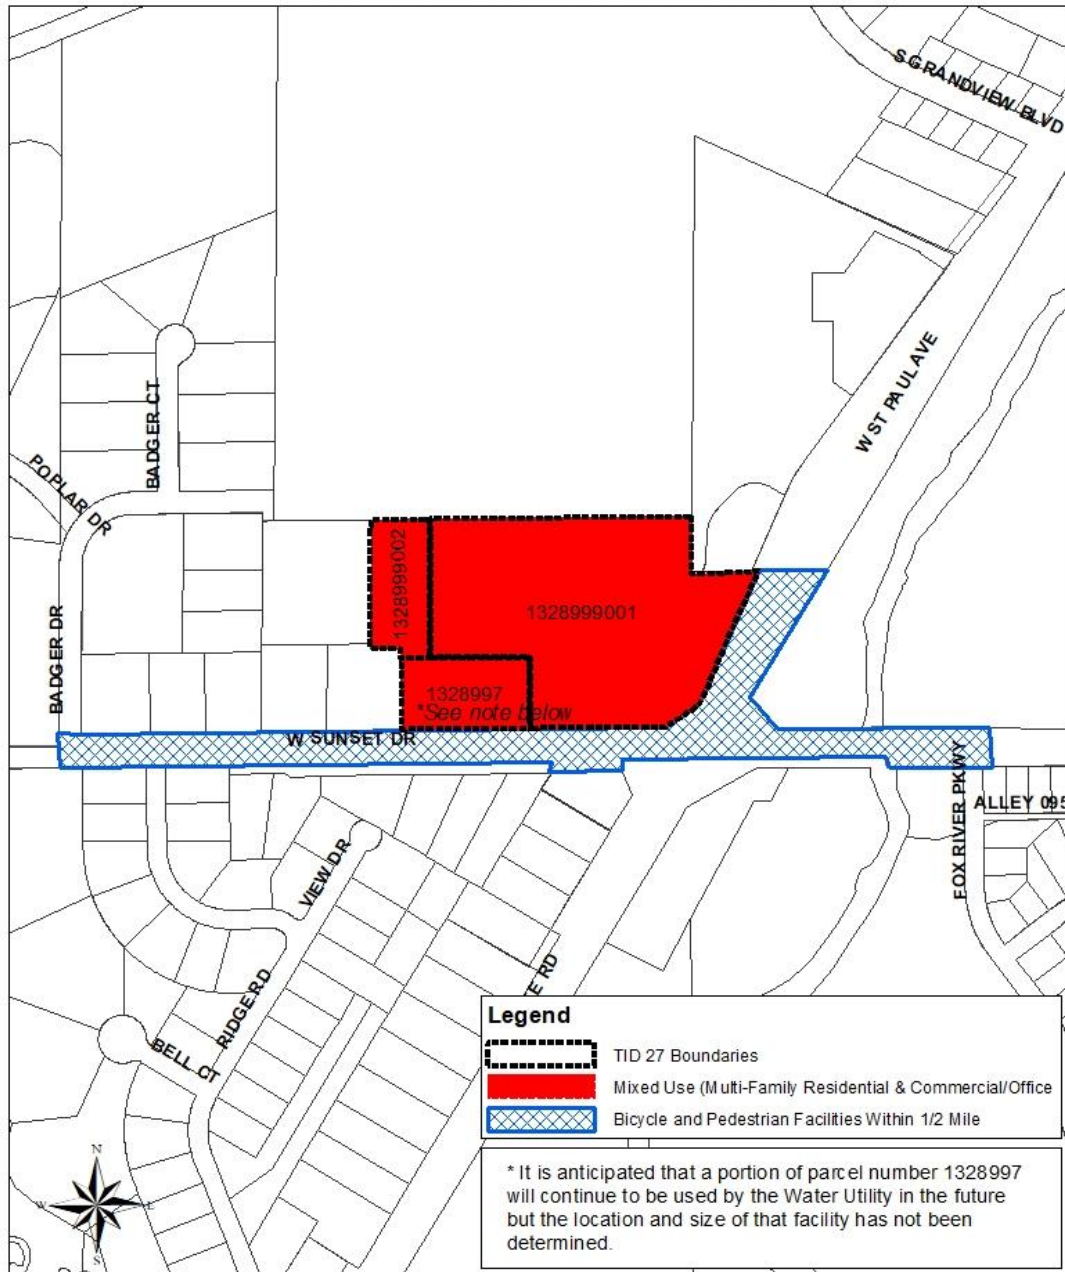 S GRANDVIEW BLVD
W ST PAUL AVE
BADGER CT
POPLAR DR
BADGER DR
1328999002
1328999001
1328997
*See note below
W SUNSET DR
FOX RIVER PKWY
ALLEY 095
VIEW DR
RIDGE RD
BELL CT
TE RD
Legend
TID 27 Boundaries
Mixed Use (Multi-Family Residential & Commercial/Office
Bicycle and Pedestrian Facilities Within 1/2 Mile
* It is anticipated that a portion of parcel number 1328997
will continue to be used by the Water Utility in the future
but the location and size of that facility has not been
determined.
N
W
E
S